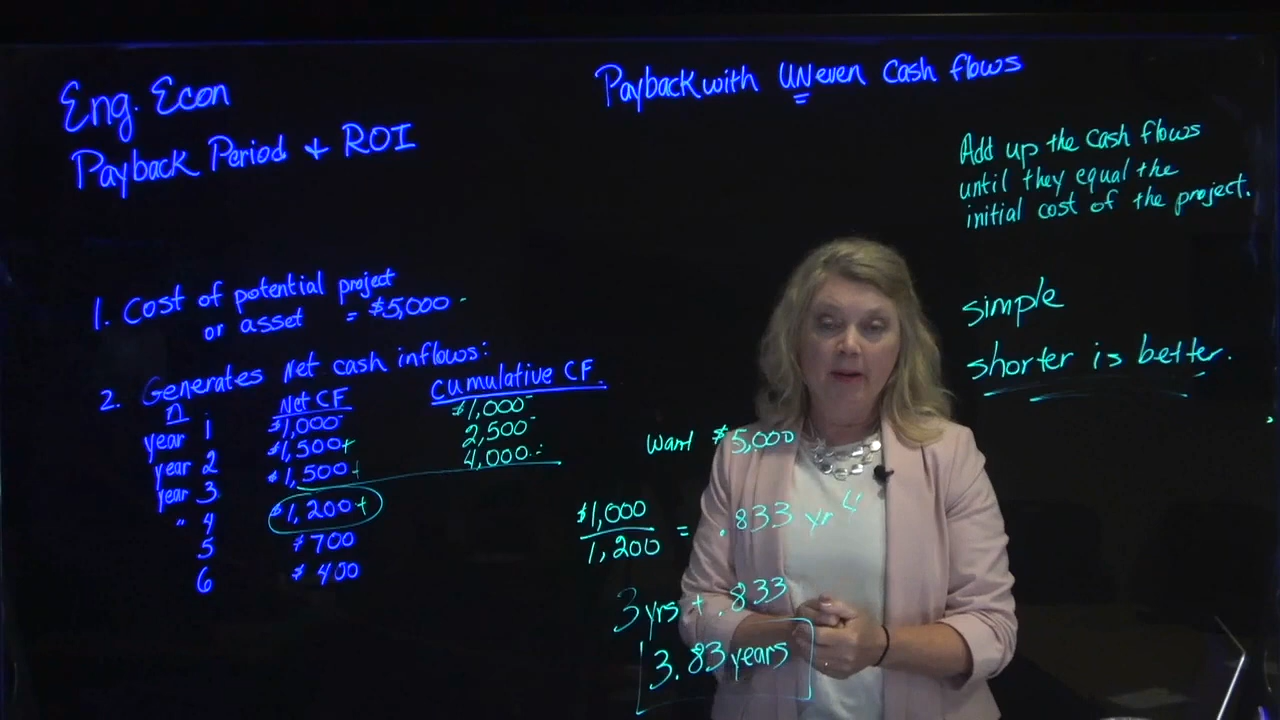 Eng. Econ
Payback Period + ROI
Payback with UNeven Cash flows
Add up the Cash flows
until they equal the
initial cost of the project.
simple
shorter is better.
1. Cost of potential project
or asset = $5,000
2. Generates Net cash inflows:
n Net CF Cumulative CF
year 1 $1,000 $1,000
year 2 $1,500+ 2,500
year 3 $1,500+ 4,000
" 4 $1,200+
5 $700
6 $400
Want $5,000
$1,000
1,200 = .833 yr
3 yrs + .833
3.83 years